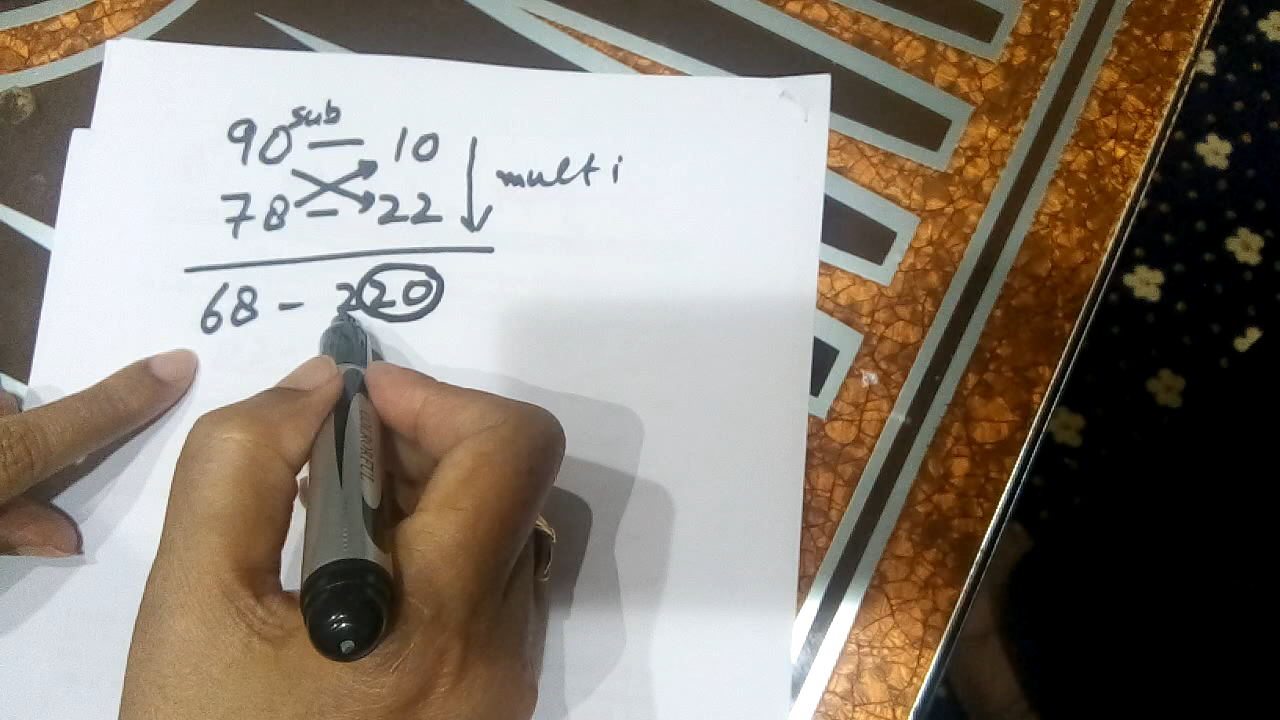 sub
90 — 10
multi
78 - 22
68 - 220